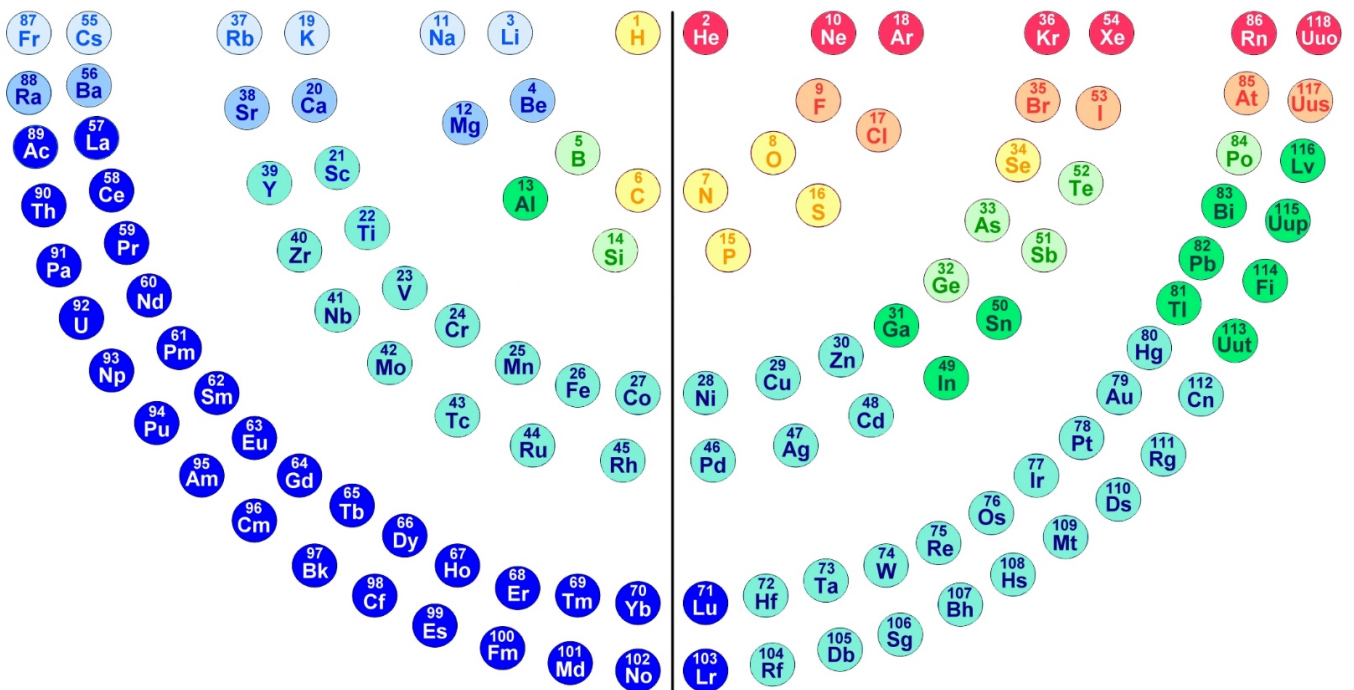 87 55 37 19 11 3 1 2 10 18 36 54 86 118
Fr Cs Rb K Na Li H He Ne Ar Kr Xe Rn Uuo
88 56 38 20 12 4 9 17 35 53 85 117
Ra Ba Sr Ca Mg Be F Cl Br I At Uus
89 57 39 21 5 8 34 52 84 116
Ac La Y Sc B O Se Te Po Lv
90 58 13 6 7 16 33 83 115
Th Ce Al C N S As Bi Uup
91 59 40 22 14 15 51 82 114
Pa Pr Zr Ti Si P Sb Pb Fi
60 23 32 81
Nd V Ge Tl
92 41 24 31 50 113
U Nb Cr Ga Sn Uut
93 61 42 25 30 49 80
Np Pm Mo Mn Zn In Hg
62 26 27 28 29 79 112
Sm Fe Co Ni Cu Au Cn
94 63 43 44 47 48 78 111
Pu Eu Tc Ru Ag Cd Pt Rg
95 64 45 46 77
Am Gd Rh Pd Ir
96 65 76 110
Cm Tb Os Ds
66 75 109
Dy Re Mt
97 67 74 108
Bk Ho W Hs
98 68 69 70 71 72 73 107
Cf Er Tm Yb Lu Hf Ta Bh
99 100 105 106
Es Fm Db Sg
101 102 103 104
Md No Lr Rf